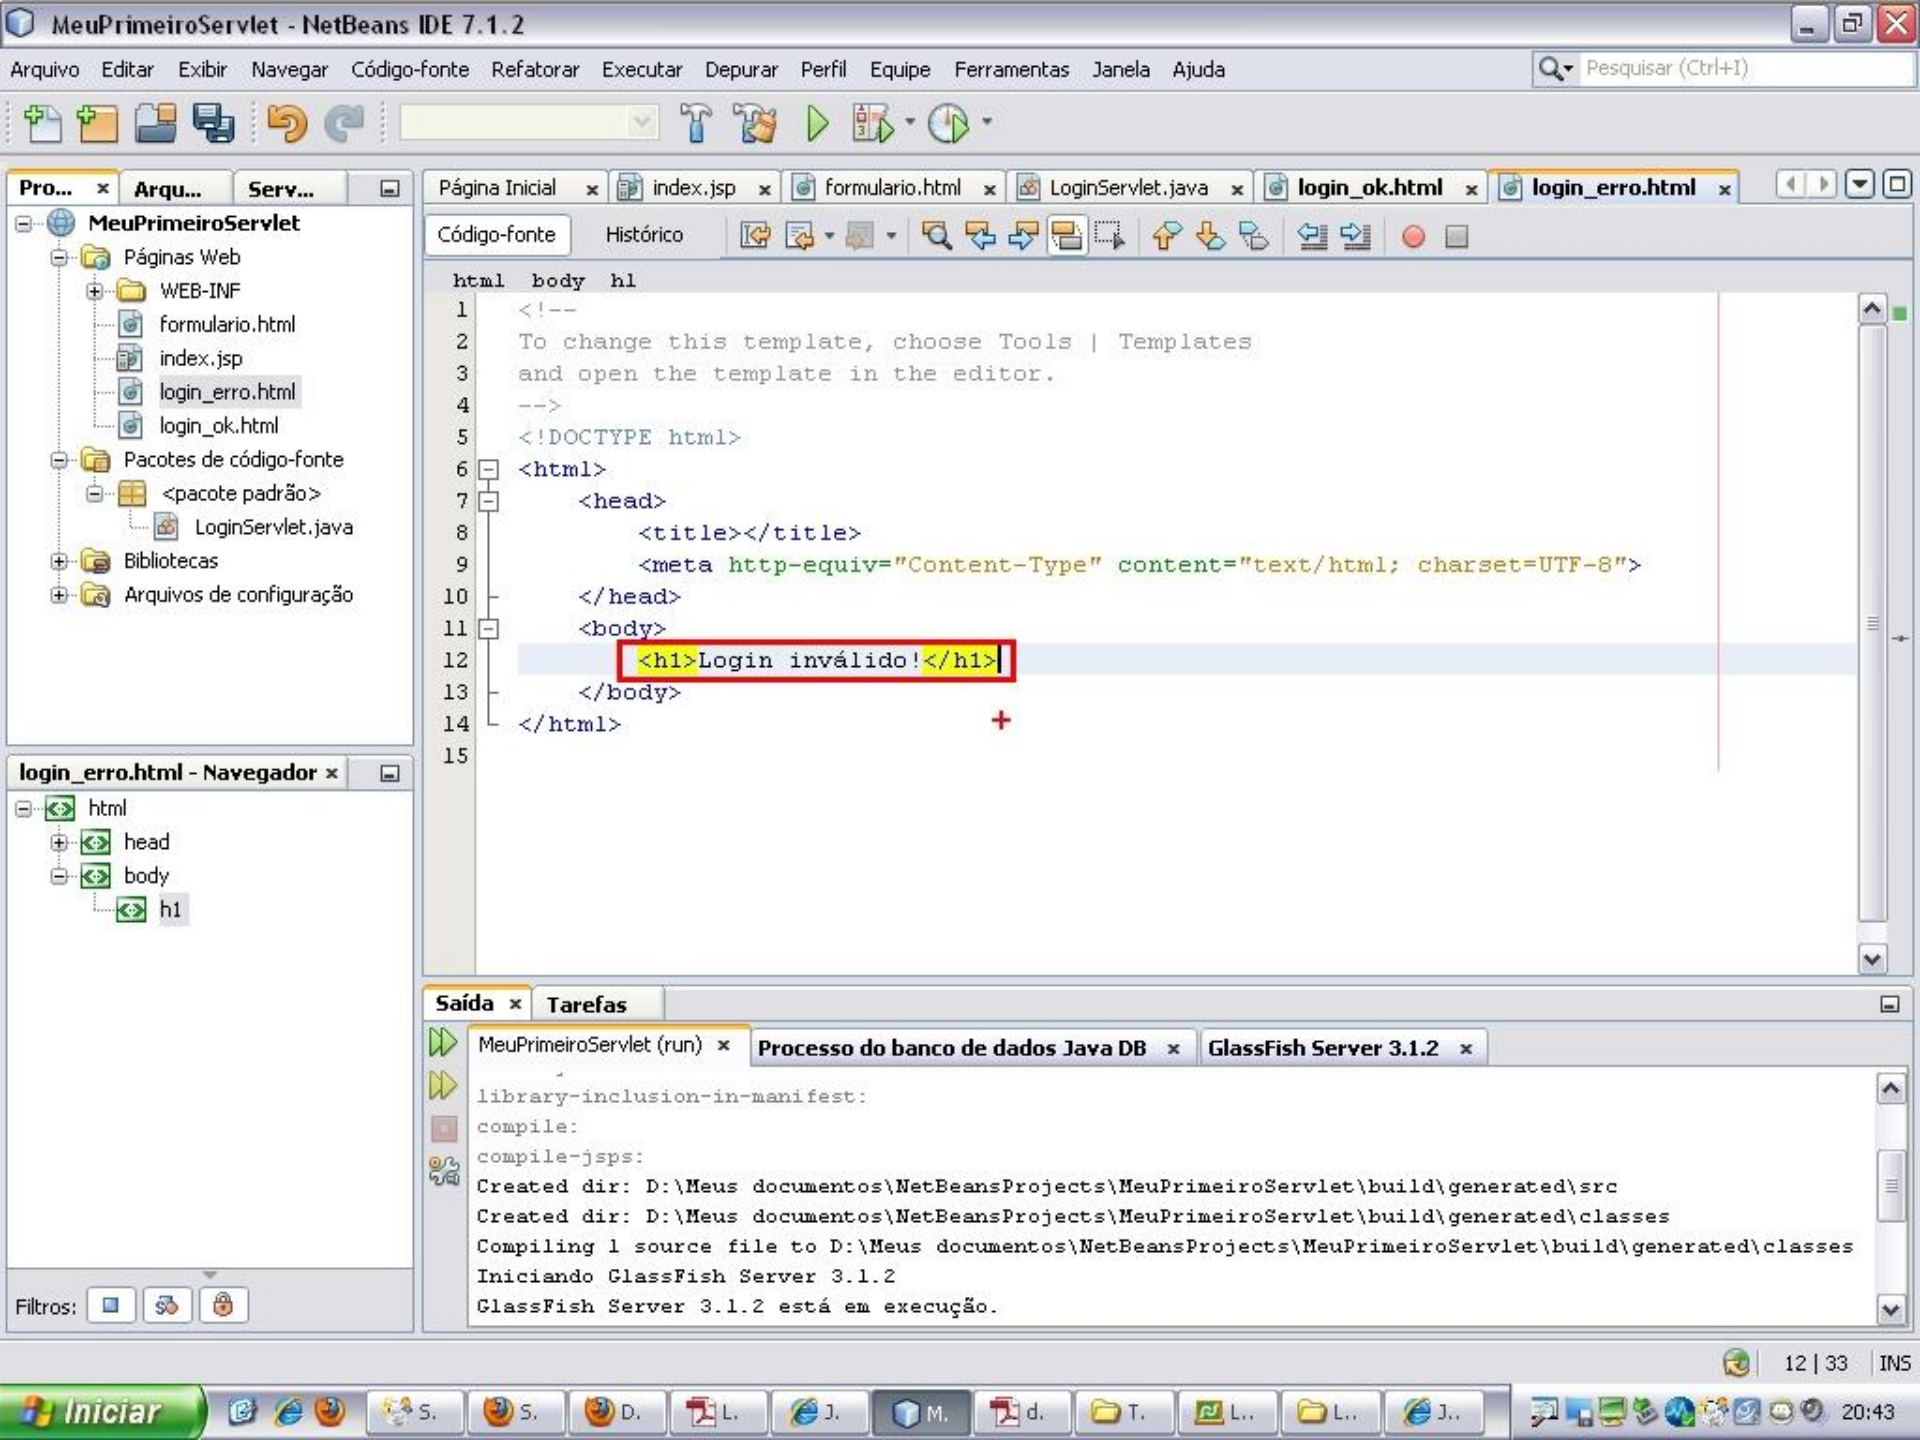 MeuPrimeiroServlet - NetBeans IDE 7.1.2
Arquivo Editar Exibir Navegar Código-fonte Refatorar Executar Depurar Perfil Equipe Ferramentas Janela Ajuda
Pesquisar (Ctrl+I)
Pro... Arqu... Serv...
MeuPrimeiroServlet
Páginas Web
WEB-INF
formulario.html
index.jsp
login_erro.html
login_ok.html
Pacotes de código-fonte
<pacote padrão>
LoginServlet.java
Bibliotecas
Arquivos de configuração
login_erro.html - Navegador
html
head
body
h1
Filtros:
Página Inicial index.jsp formulario.html LoginServlet.java login_ok.html login_erro.html
Código-fonte Histórico
html body h1
1 <!--
2 To change this template, choose Tools | Templates
3 and open the template in the editor.
4 -->
5 <!DOCTYPE html>
6 <html>
7 <head>
8 <title></title>
9 <meta http-equiv="Content-Type" content="text/html; charset=UTF-8">
10 </head>
11 <body>
12 <h1>Login inválido!</h1>
13 </body>
14 </html>
15
Saída Tarefas
MeuPrimeiroServlet (run) Processo do banco de dados Java DB GlassFish Server 3.1.2
library-inclusion-in-manifest:
compile:
compile-jsps:
Created dir: D:\Meus documentos\NetBeansProjects\MeuPrimeiroServlet\build\generated\src
Created dir: D:\Meus documentos\NetBeansProjects\MeuPrimeiroServlet\build\generated\classes
Compiling 1 source file to D:\Meus documentos\NetBeansProjects\MeuPrimeiroServlet\build\generated\classes
Iniciando GlassFish Server 3.1.2
GlassFish Server 3.1.2 está em execução.
12 | 33 INS
Iniciar S. S. D. L. J. M. d. T. L.. L.. J.. 20:43